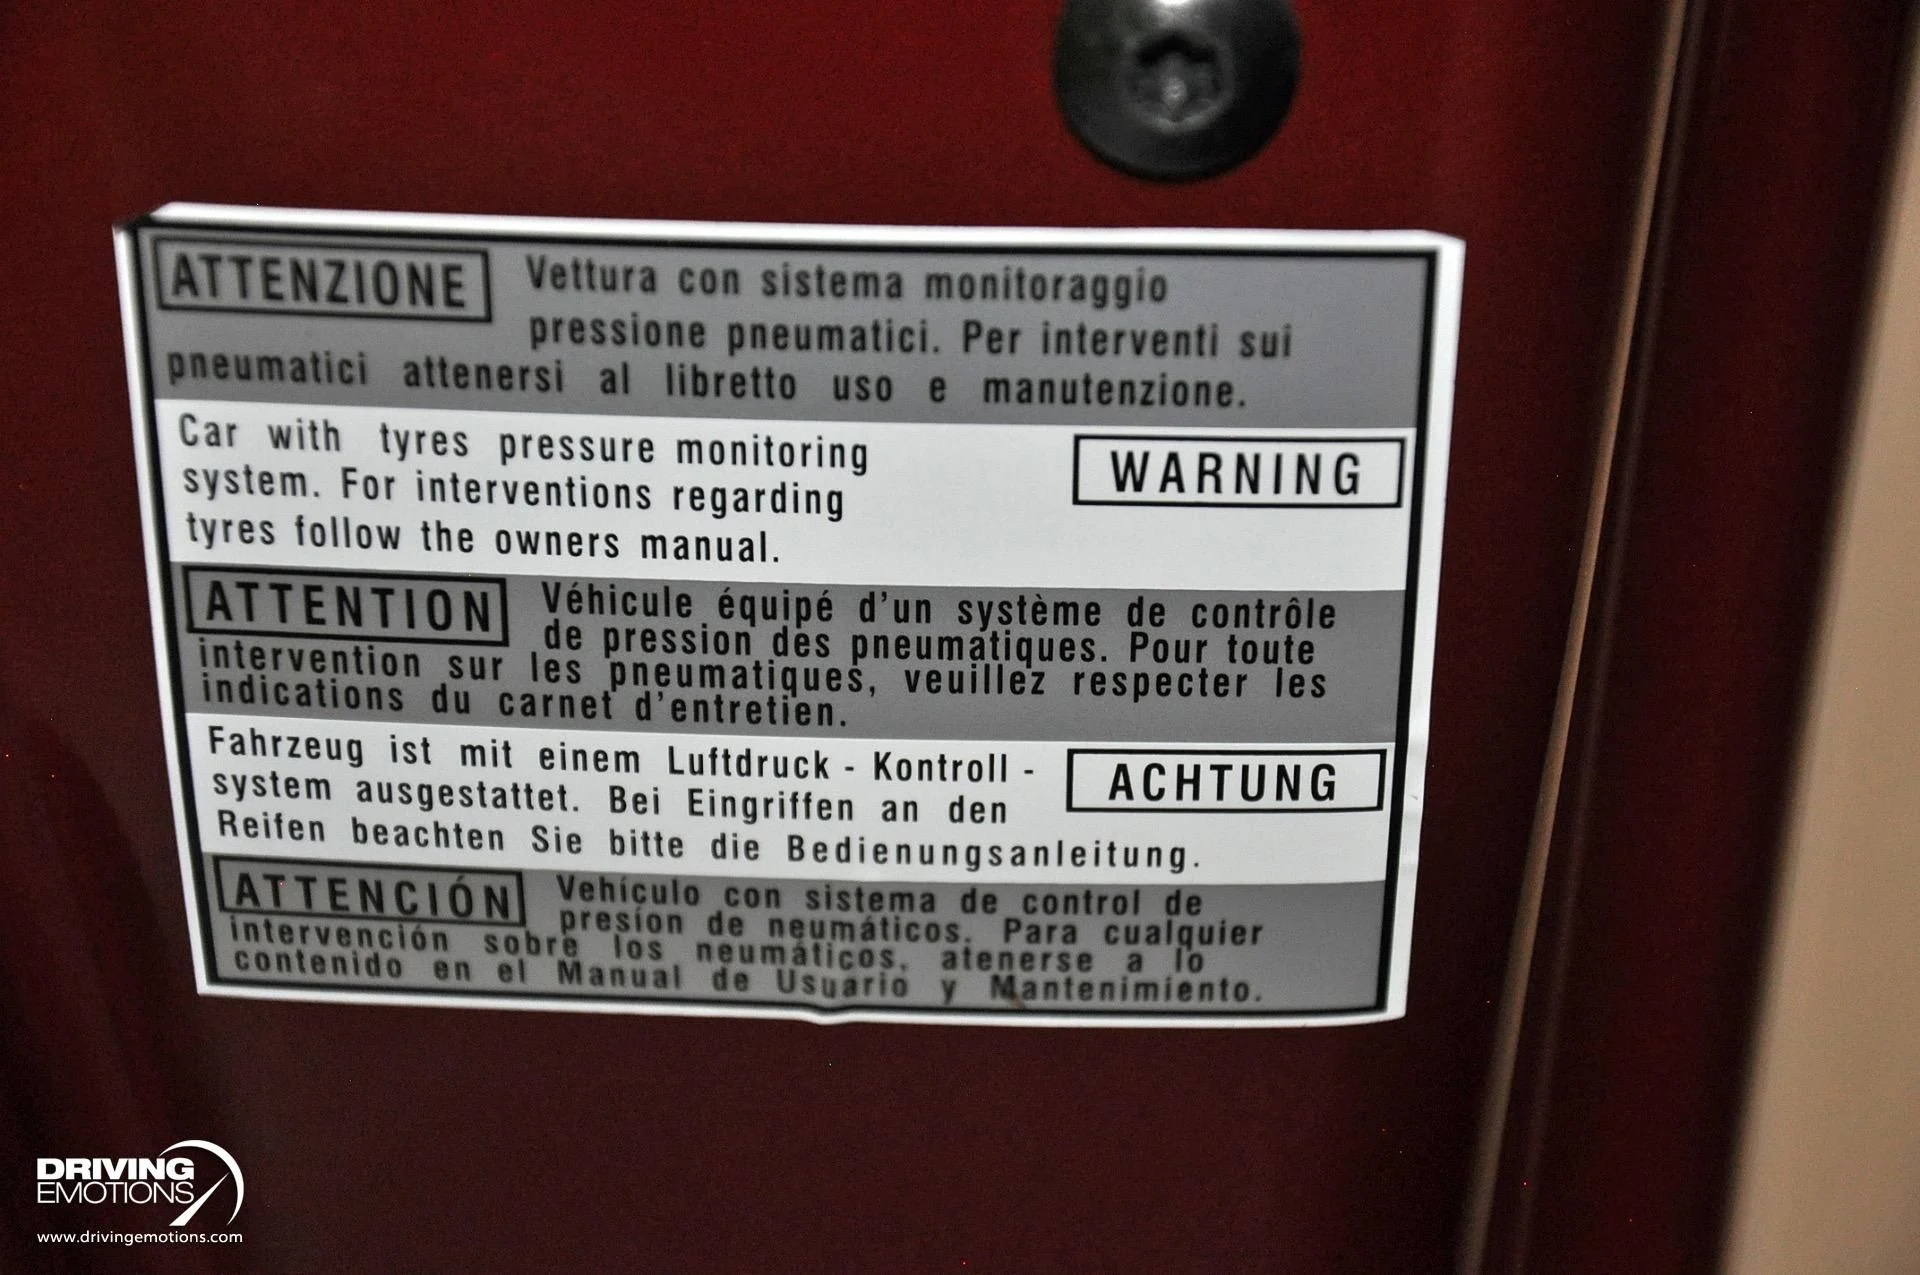 ATTENZIONE Vettura con sistema monitoraggio
pressione pneumatici. Per interventi sui
pneumatici attenersi al libretto uso e manutenzione.
Car with tyres pressure monitoring
WARNING
system. For interventions regarding
tyres follow the owners manual.
ATTENTION Véhicule équipé d'un système de contrôle
de pression des pneumatiques. Pour toute
intervention sur les pneumatiques, veuillez respecter les
indications du carnet d'entretien.
Fahrzeug ist mit einem Luftdruck - Kontroll -
ACHTUNG
system ausgestattet. Bei Eingriffen an den
Reifen beachten Sie bitte die Bedienungsanleitung.
ATTENCIÓN Vehículo con sistema de control de
presíon de neumáticos. Para cualquier
intervención sobre los neumáticos, atenerse a lo
contenido en el Manual de Usuario y Mantenimiento.
DRIVING
EMOTIONS
www.drivingemotions.com